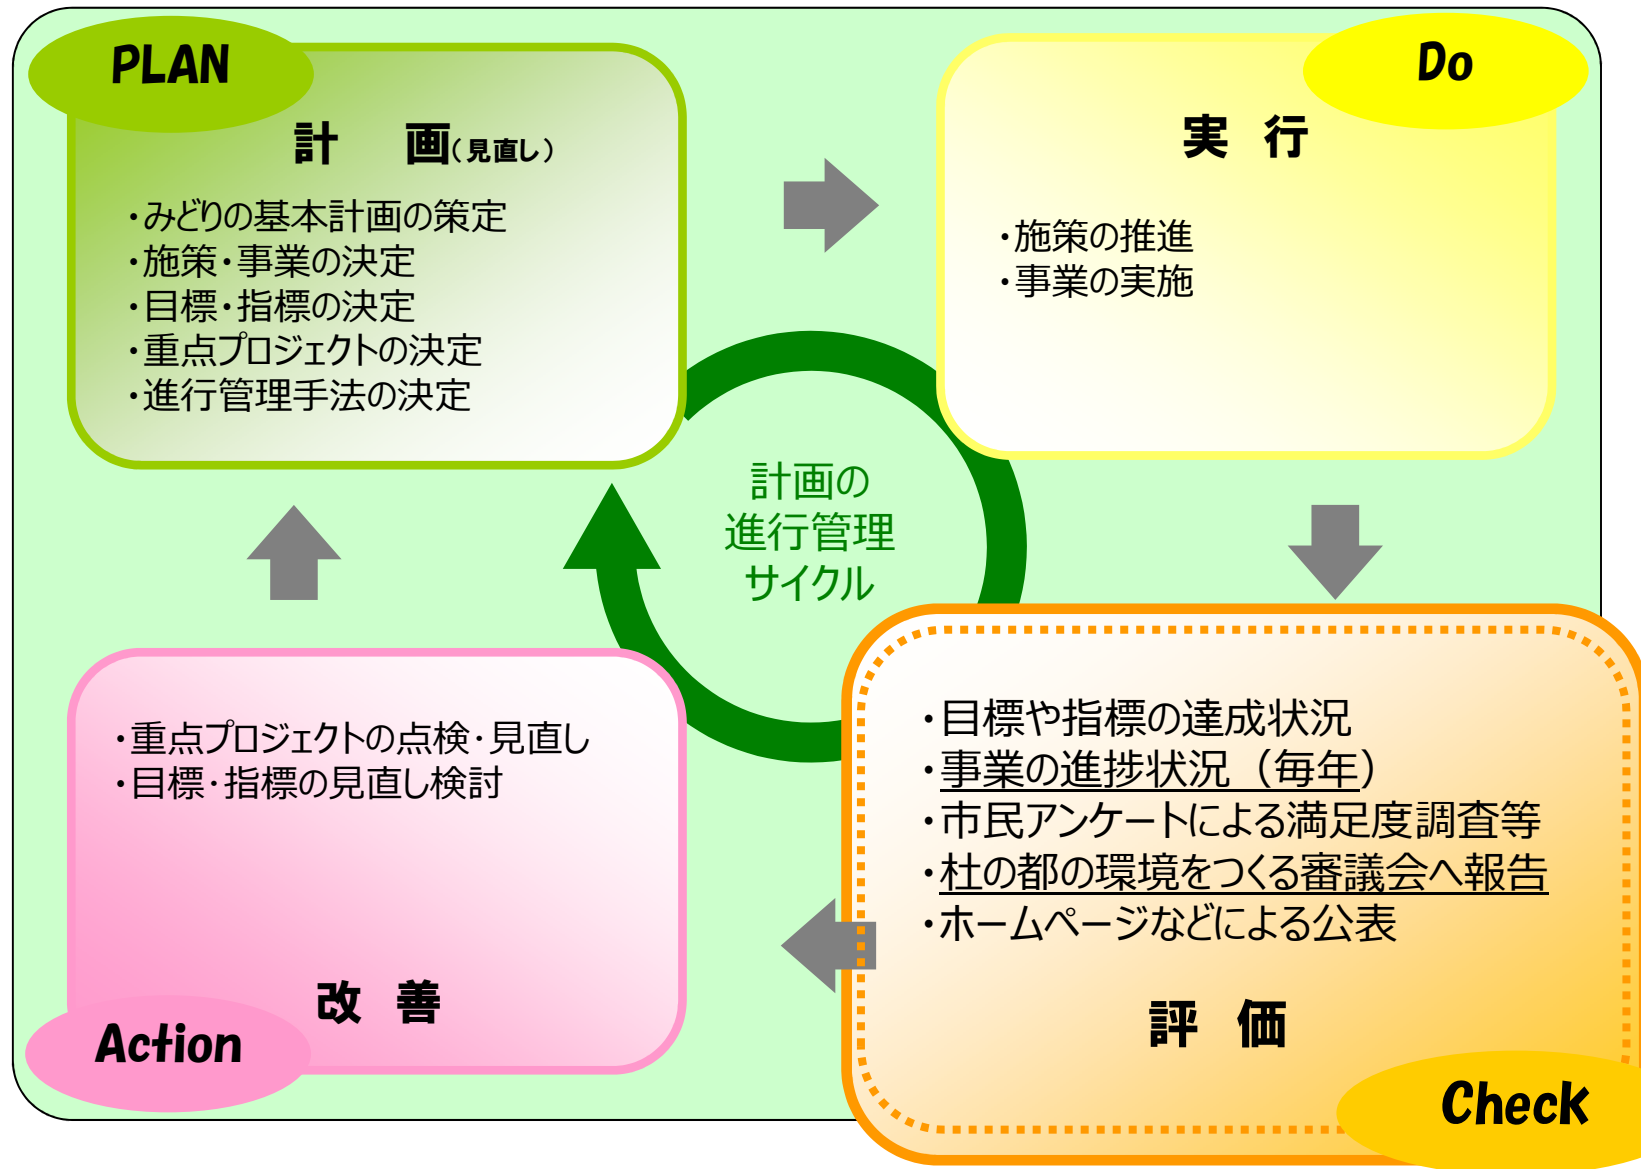 PLAN
計　画（見直し）
・みどりの基本計画の策定
・施策・事業の決定
・目標・指標の決定
・重点プロジェクトの決定
・進行管理手法の決定
Do
実　行
・施策の推進
・事業の実施
計画の
進行管理
サイクル
・目標や指標の達成状況
・事業の進捗状況（毎年）
・市民アンケートによる満足度調査等
・杜の都の環境をつくる審議会へ報告
・ホームページなどによる公表
評　価
Check
・重点プロジェクトの点検・見直し
・目標・指標の見直し検討
改　善
Action